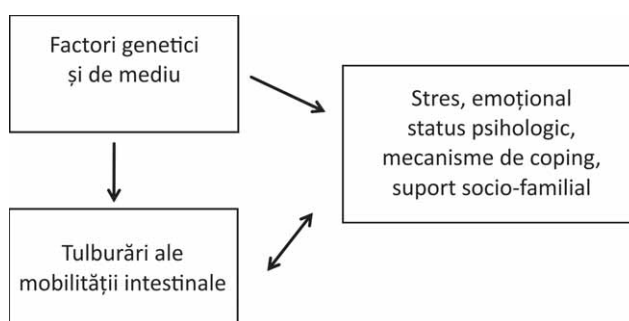 Factori genetici
și de mediu
Stres, emoțional
status psihologic,
mecanisme de coping,
suport socio-familial
Tulburări ale
mobilității intestinale